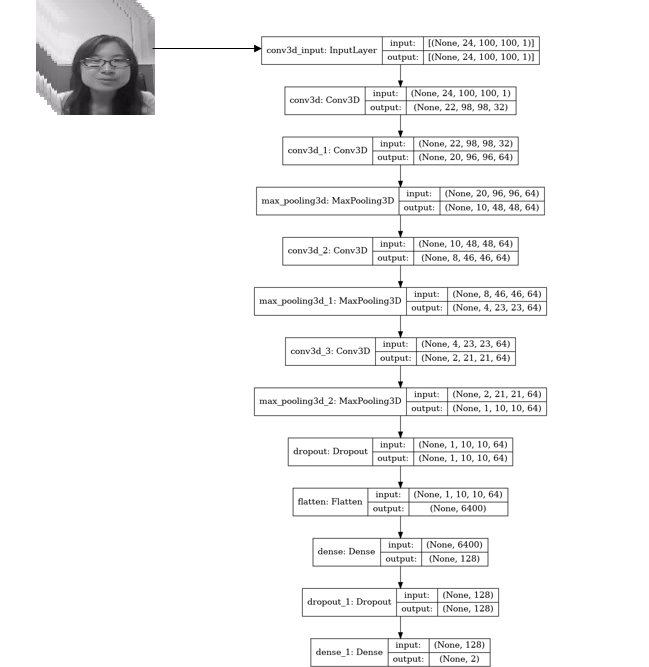 conv3d_input: InputLayer input: [(None, 24, 100, 100, 1)]
output: [(None, 24, 100, 100, 1)]
conv3d: Conv3D input: (None, 24, 100, 100, 1)
output: (None, 22, 98, 98, 32)
conv3d_1: Conv3D input: (None, 22, 98, 98, 32)
output: (None, 20, 96, 96, 64)
max_pooling3d: MaxPooling3D input: (None, 20, 96, 96, 64)
output: (None, 10, 48, 48, 64)
conv3d_2: Conv3D input: (None, 10, 48, 48, 64)
output: (None, 8, 46, 46, 64)
max_pooling3d_1: MaxPooling3D input: (None, 8, 46, 46, 64)
output: (None, 4, 23, 23, 64)
conv3d_3: Conv3D input: (None, 4, 23, 23, 64)
output: (None, 2, 21, 21, 64)
max_pooling3d_2: MaxPooling3D input: (None, 2, 21, 21, 64)
output: (None, 1, 10, 10, 64)
dropout: Dropout input: (None, 1, 10, 10, 64)
output: (None, 1, 10, 10, 64)
flatten: Flatten input: (None, 1, 10, 10, 64)
output: (None, 6400)
dense: Dense input: (None, 6400)
output: (None, 128)
dropout_1: Dropout input: (None, 128)
output: (None, 128)
dense_1: Dense input: (None, 128)
output: (None, 2)